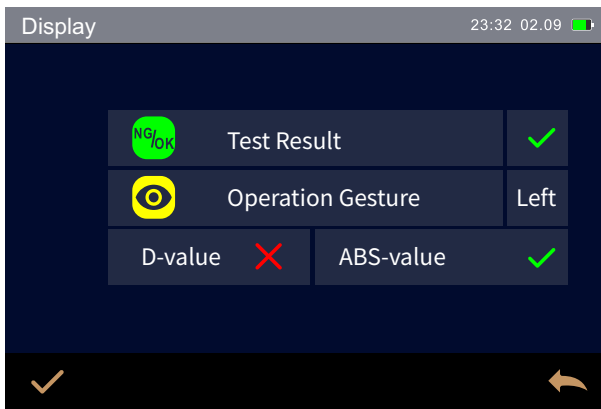 Display 23:32 02.09
NG/OK Test Result
Operation Gesture Left
D-value ABS-value